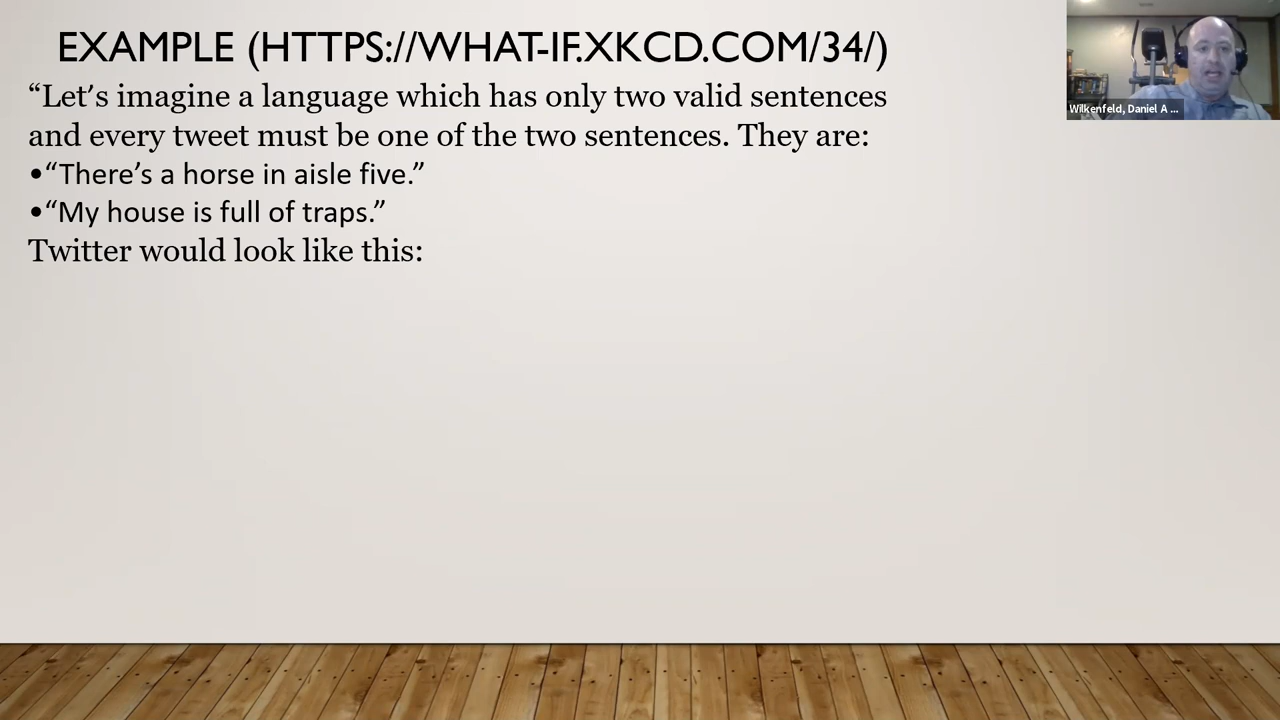 EXAMPLE (HTTPS://WHAT-IF.XKCD.COM/34/)
“Let’s imagine a language which has only two valid sentences
and every tweet must be one of the two sentences. They are:
•“There’s a horse in aisle five.”
•“My house is full of traps.”
Twitter would look like this:
Wilkenfeld, Daniel A ...